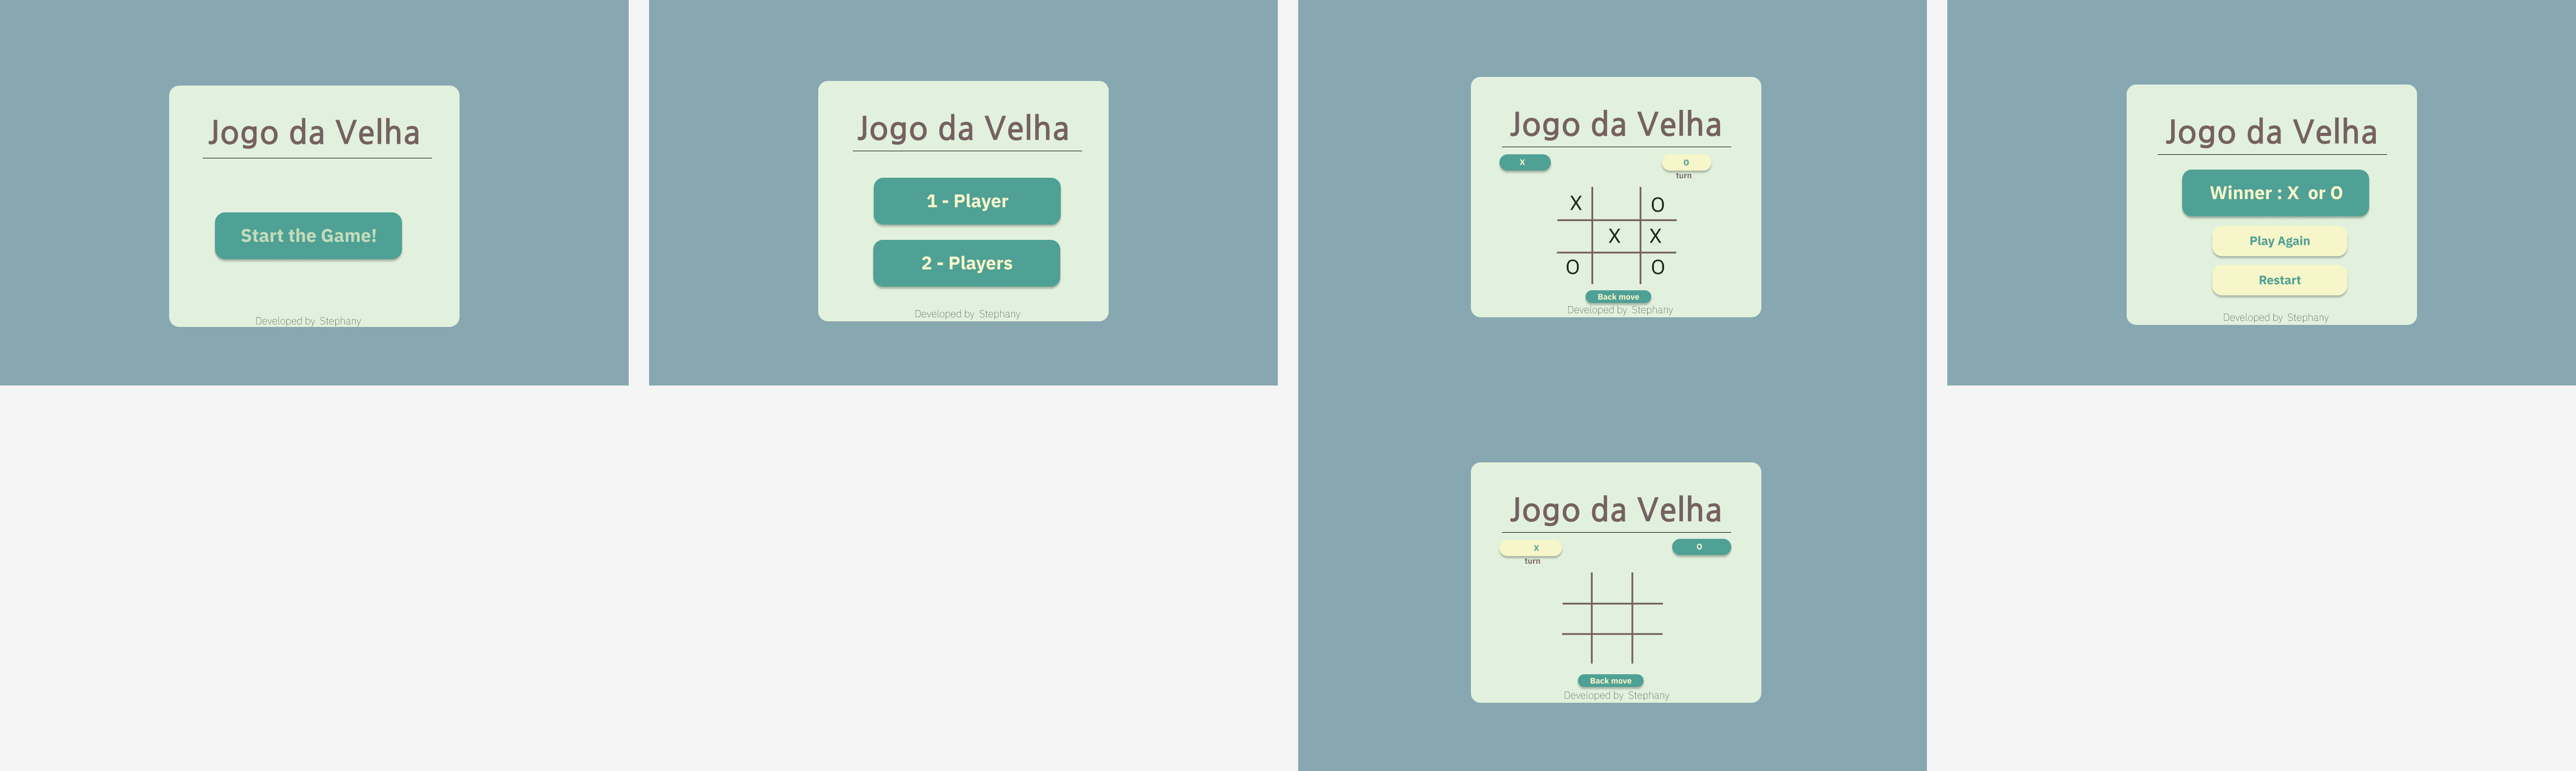 Jogo da Velha
Start the Game!
Developed by Stephany
Jogo da Velha
1 - Player
2 - Players
Developed by Stephany
Jogo da Velha
X O
turn
X O
X X
O O
Back move
Developed by Stephany
Jogo da Velha
X O
turn
Back move
Developed by Stephany
Jogo da Velha
Winner : X or O
Play Again
Restart
Developed by Stephany